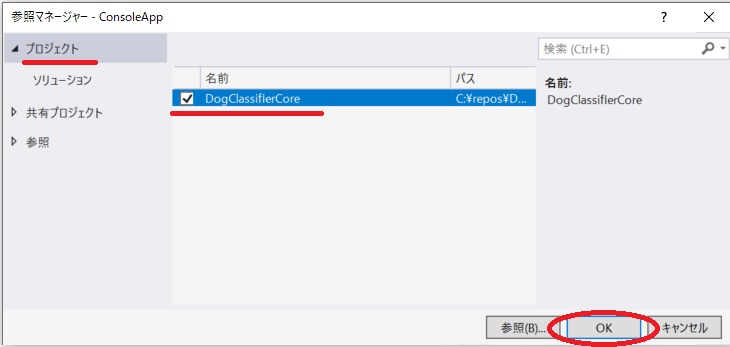 参照マネージャー - ConsoleApp
プロジェクト
ソリューション
共有プロジェクト
参照
名前 パス
DogClassifierCore C:¥repos¥D...
検索 (Ctrl+E)
名前:
DogClassifierCore
参照(B)... OK キャンセル